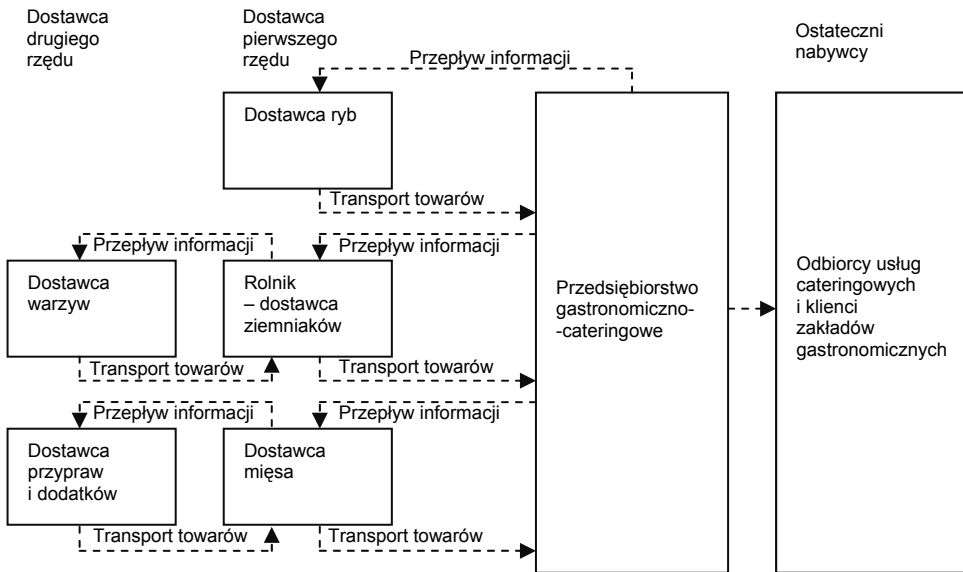 Dostawca
drugiego
rzędu
Dostawca
pierwszego
rzędu
Ostateczni
nabywcy
Przepływ informacji
Dostawca ryb
Transport towarów
Przepływ informacji
Przepływ informacji
Dostawca
warzyw
Rolnik
– dostawca
ziemniaków
Przedsiębiorstwo
gastronomiczno-
-cateringowe
Odbiorcy usług
cateringowych
i klienci
zakładów
gastronomicznych
Transport towarów
Transport towarów
Przepływ informacji
Przepływ informacji
Dostawca
przypraw
i dodatków
Dostawca
mięsa
Transport towarów
Transport towarów